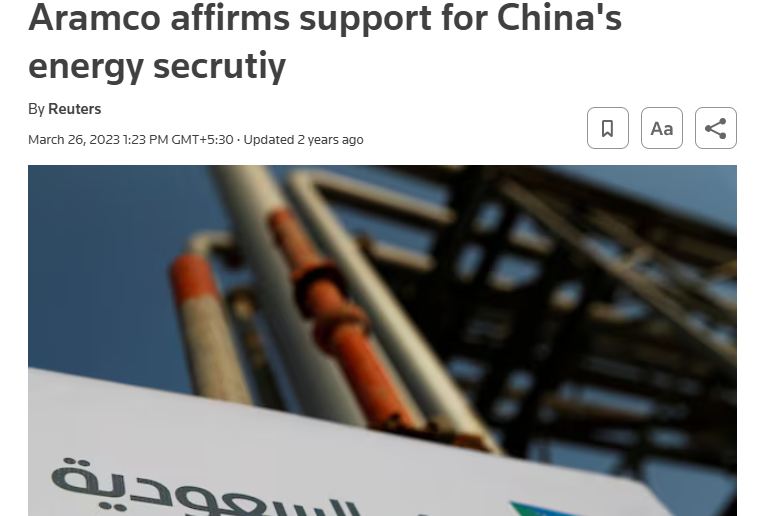 Aramco affirms support for China's
energy secrutiy
By Reuters
March 26, 2023 1:23 PM GMT+5:30 · Updated 2 years ago
Aa
السعودية